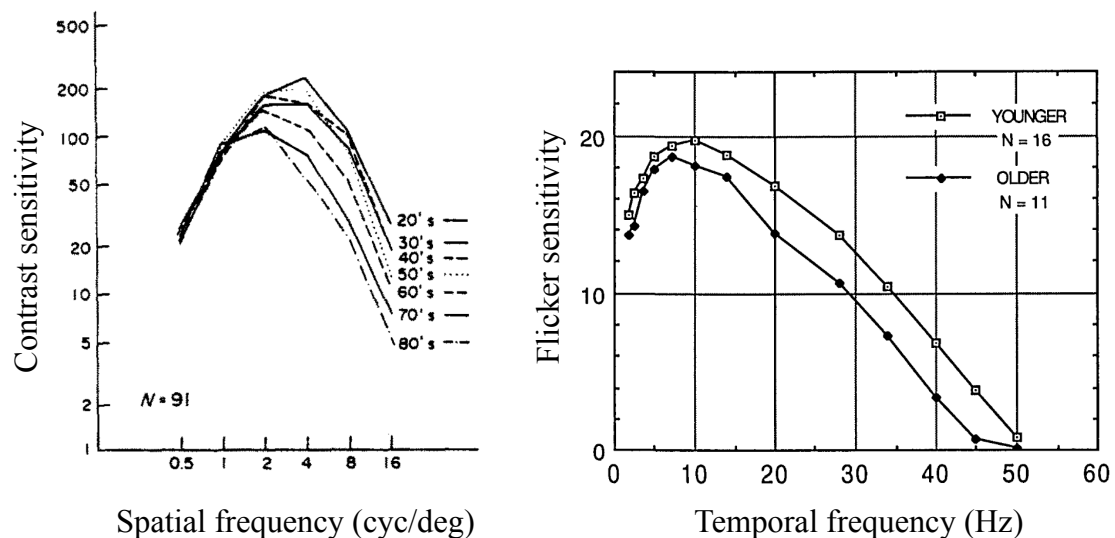 Contrast sensitivity
500
200
100
50
20
10
5
2
1
20's
30's
40's
50's
60's
70's
80's
N = 91
0.5 1 2 4 8 16
Spatial frequency (cyc/deg)
Flicker sensitivity
20
10
0
YOUNGER
N = 16
OLDER
N = 11
0 10 20 30 40 50 60
Temporal frequency (Hz)